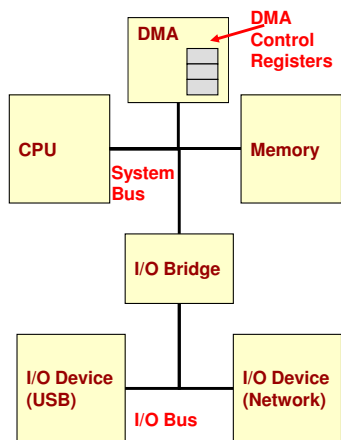 DMA
DMA
Control
Registers
CPU
Memory
System
Bus
I/O Bridge
I/O Device
(USB)
I/O Device
(Network)
I/O Bus